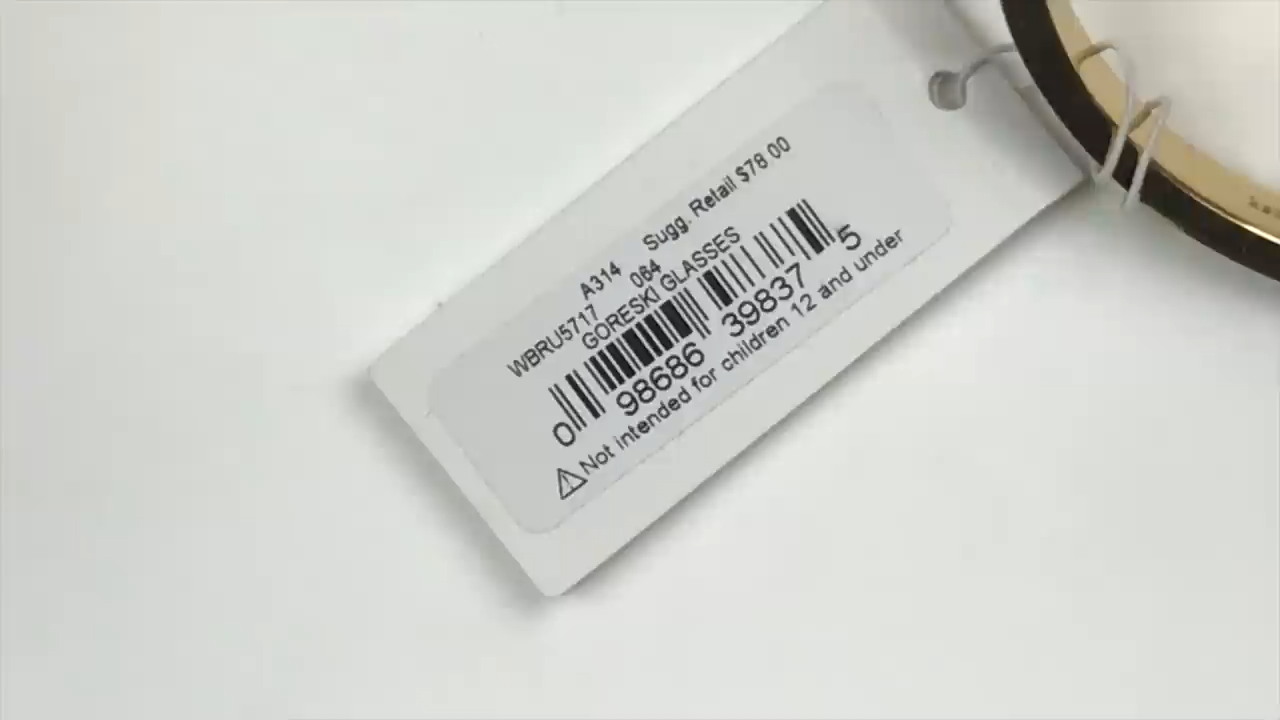 A314 Sugg. Retail $78 00
WBRU5717 064
GORESKI GLASSES
0 98686 39837 5
⚠Not intended for children 12 and under